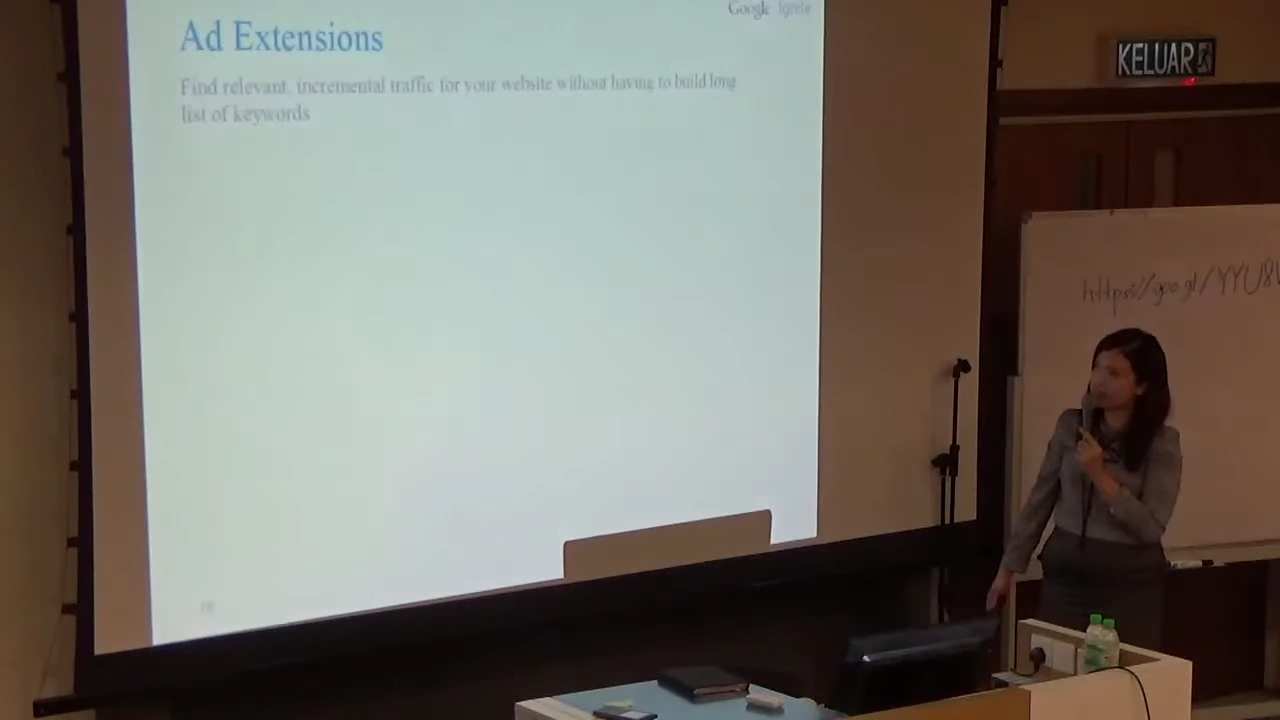 Google Ignite
Ad Extensions
Find relevant, incremental traffic for your website without having to build long
list of keywords
KELUAR